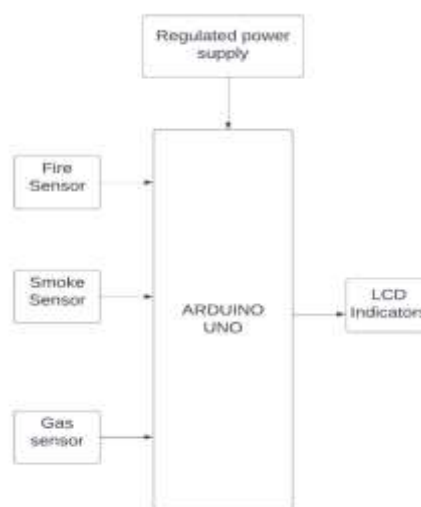 Regulated power
supply
Fire
Sensor
Smoke
Sensor
ARDUINO
UNO
LCD
Indicators
Gas
sensor